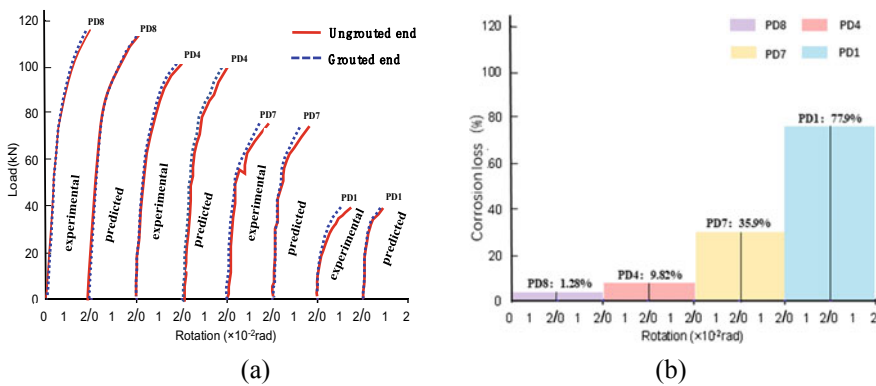 120
100
80
60
40
20
0
Load(kN)
PD8
PD8
PD4
PD4
PD7
PD7
PD1
PD1
Ungrouted end
Grouted end
experimental
predicted
experimental
predicted
experimental
predicted
experimental
predicted
0 1 2/0 1 2/0 1 2/0 1 2/0 1 2/0 1 2/0 1 2/0 1 2
Rotation (×10⁻²rad)
(a)
120
100
80
60
40
20
0
Corrosion loss (%)
PD8 PD4
PD7 PD1
PD8: 1.28%
PD4: 9.82%
PD7: 35.9%
PD1: 77.9%
0 1 2/0 1 2/0 1 2/0 1 2/0 1 2/0 1 2/0 1 2/0 1 2
Rotation (×10⁻²rad)
(b)